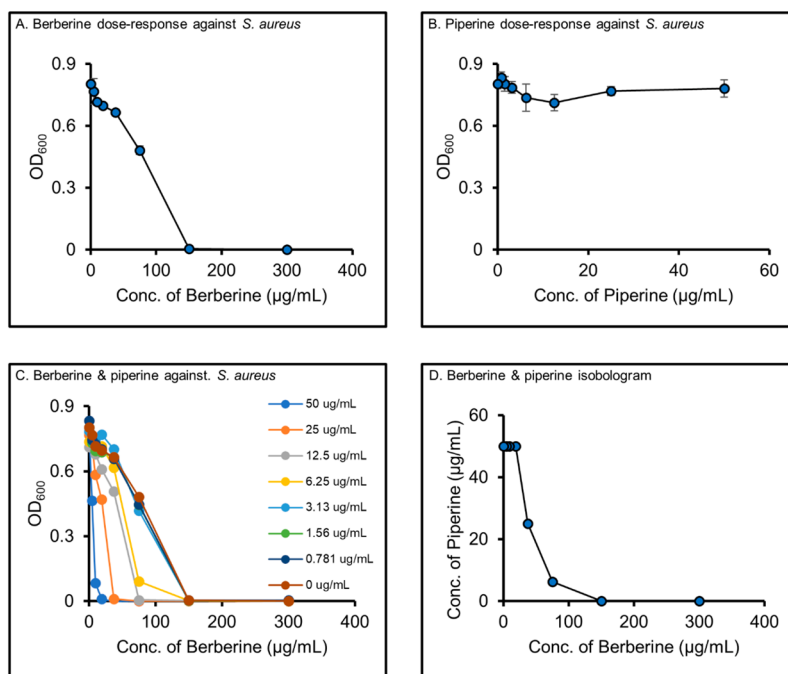 A. Berberine dose-response against S. aureus
0.9
0.6
0.3
0
OD600
0 100 200 300 400
Conc. of Berberine (µg/mL)
B. Piperine dose-response against S. aureus
0.9
0.6
0.3
0
OD600
0 20 40 60
Conc. of Piperine (µg/mL)
C. Berberine & piperine against. S. aureus
0.9
0.6
0.3
0
OD600
50 ug/mL
25 ug/mL
12.5 ug/mL
6.25 ug/mL
3.13 ug/mL
1.56 ug/mL
0.781 ug/mL
0 ug/mL
0 100 200 300 400
Conc. of Berberine (µg/mL)
D. Berberine & piperine isobologram
60
40
20
0
Conc. of Piperine (µg/mL)
0 100 200 300 400
Conc. of Berberine (µg/mL)